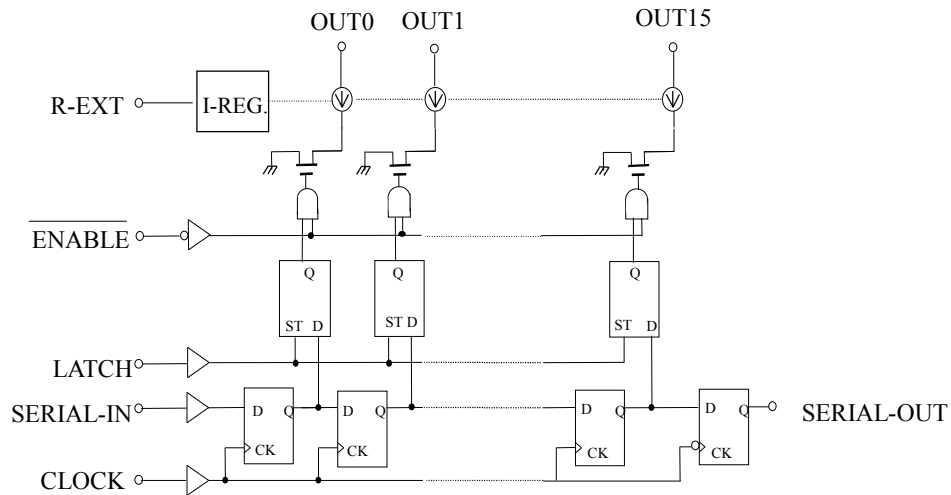 OUT0 OUT1 OUT15
R-EXT I-REG.
ENABLE
Q Q Q
ST D ST D ST D
LATCH
SERIAL-IN D Q D Q D Q D Q SERIAL-OUT
CK CK CK CK
CLOCK